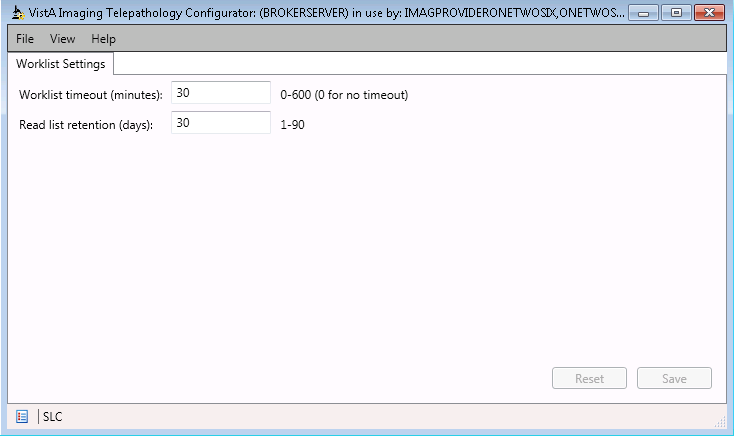 VistA Imaging Telepathology Configurator: (BROKERSERVER) in use by: IMAGPROVIDERONETWOSIX,ONETWOS...
File View Help
Worklist Settings
Worklist timeout (minutes): 30 0-600 (0 for no timeout)
Read list retention (days): 30 1-90
Reset Save
SLC